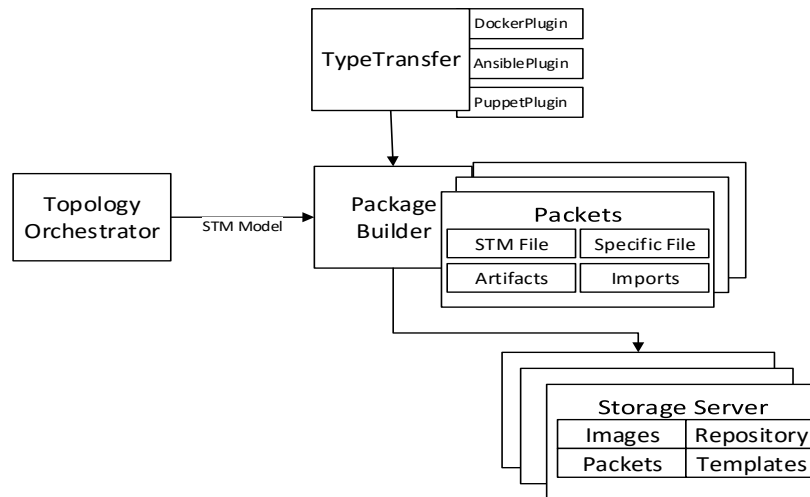 DockerPlugin
TypeTransfer
AnsiblePlugin
PuppetPlugin
Topology
Orchestrator
STM Model
Package
Builder
Packets
STM File
Specific File
Artifacts
Imports
Storage Server
Images
Repository
Packets
Templates